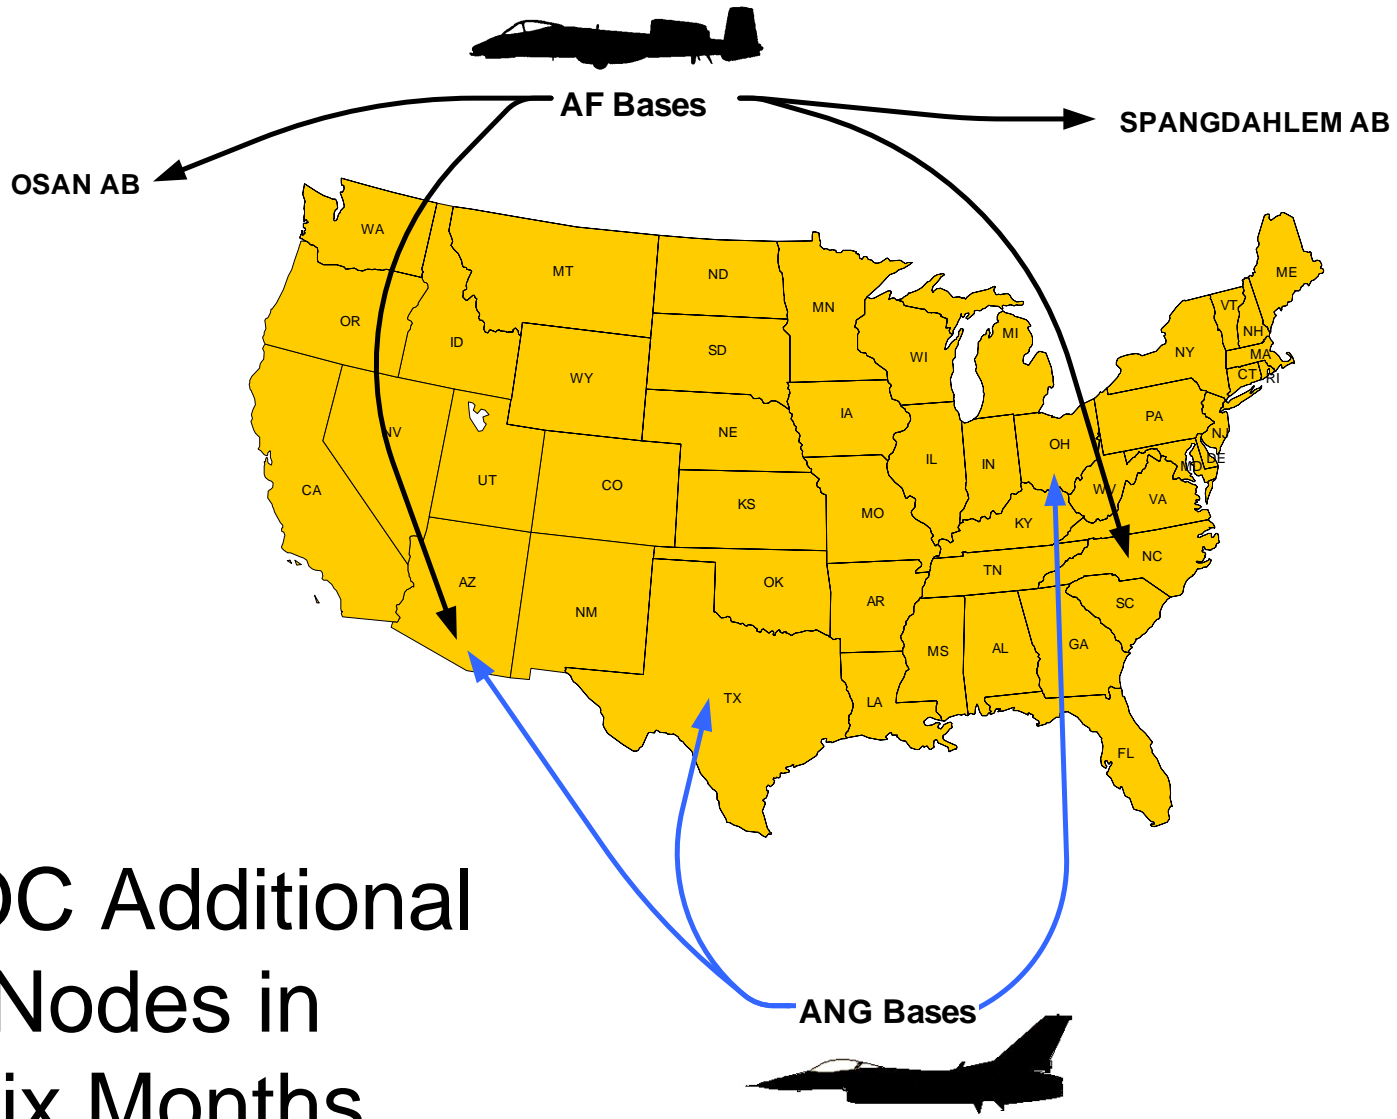 AF Bases
SPANGDAHLEM AB
OSAN AB
WA
MT
ND
MN
ME
VT
NH
OR
ID
SD
WI
MI
NY
MA
CT
RI
WY
IA
PA
NV
NE
OH
NJ
IL
IN
MD
DE
CA
UT
CO
KS
MO
WV
VA
KY
NC
AZ
OK
TN
NM
AR
SC
MS
AL
GA
TX
LA
FL
Additional
Nodes in
Months
ANG Bases